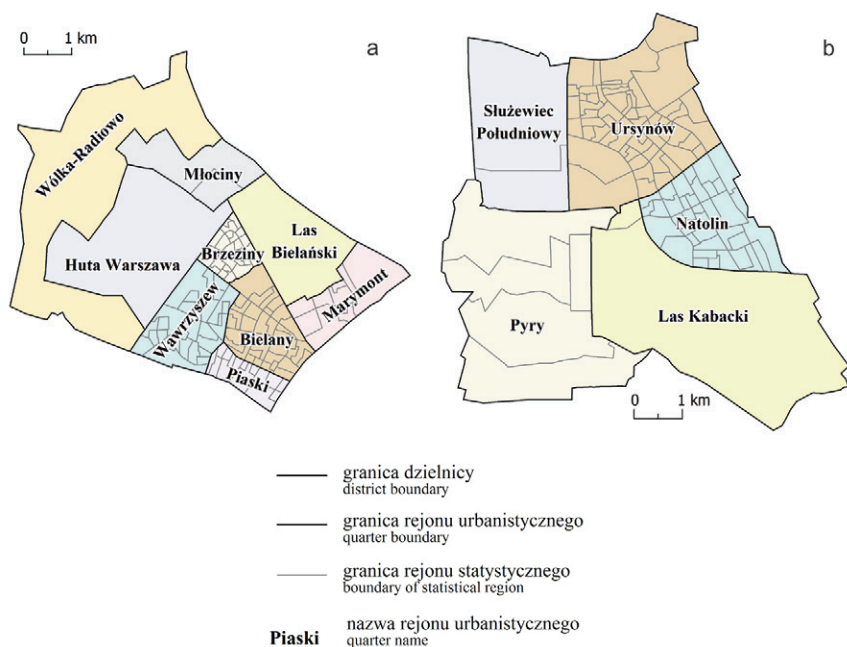 0 1 km
a
Wólka-Radiowo
Młociny
Las
Bielański
Brzeziny
Huta Warszawa
Marymont
Wawrzyszew
Bielany
Piaski
b
Służewiec
Południowy
Ursynów
Natolin
Pyry
Las Kabacki
0 1 km
granica dzielnicy
district boundary
granica rejonu urbanistycznego
quarter boundary
granica rejonu statystycznego
boundary of statistical region
Piaski nazwa rejonu urbanistycznego
quarter name